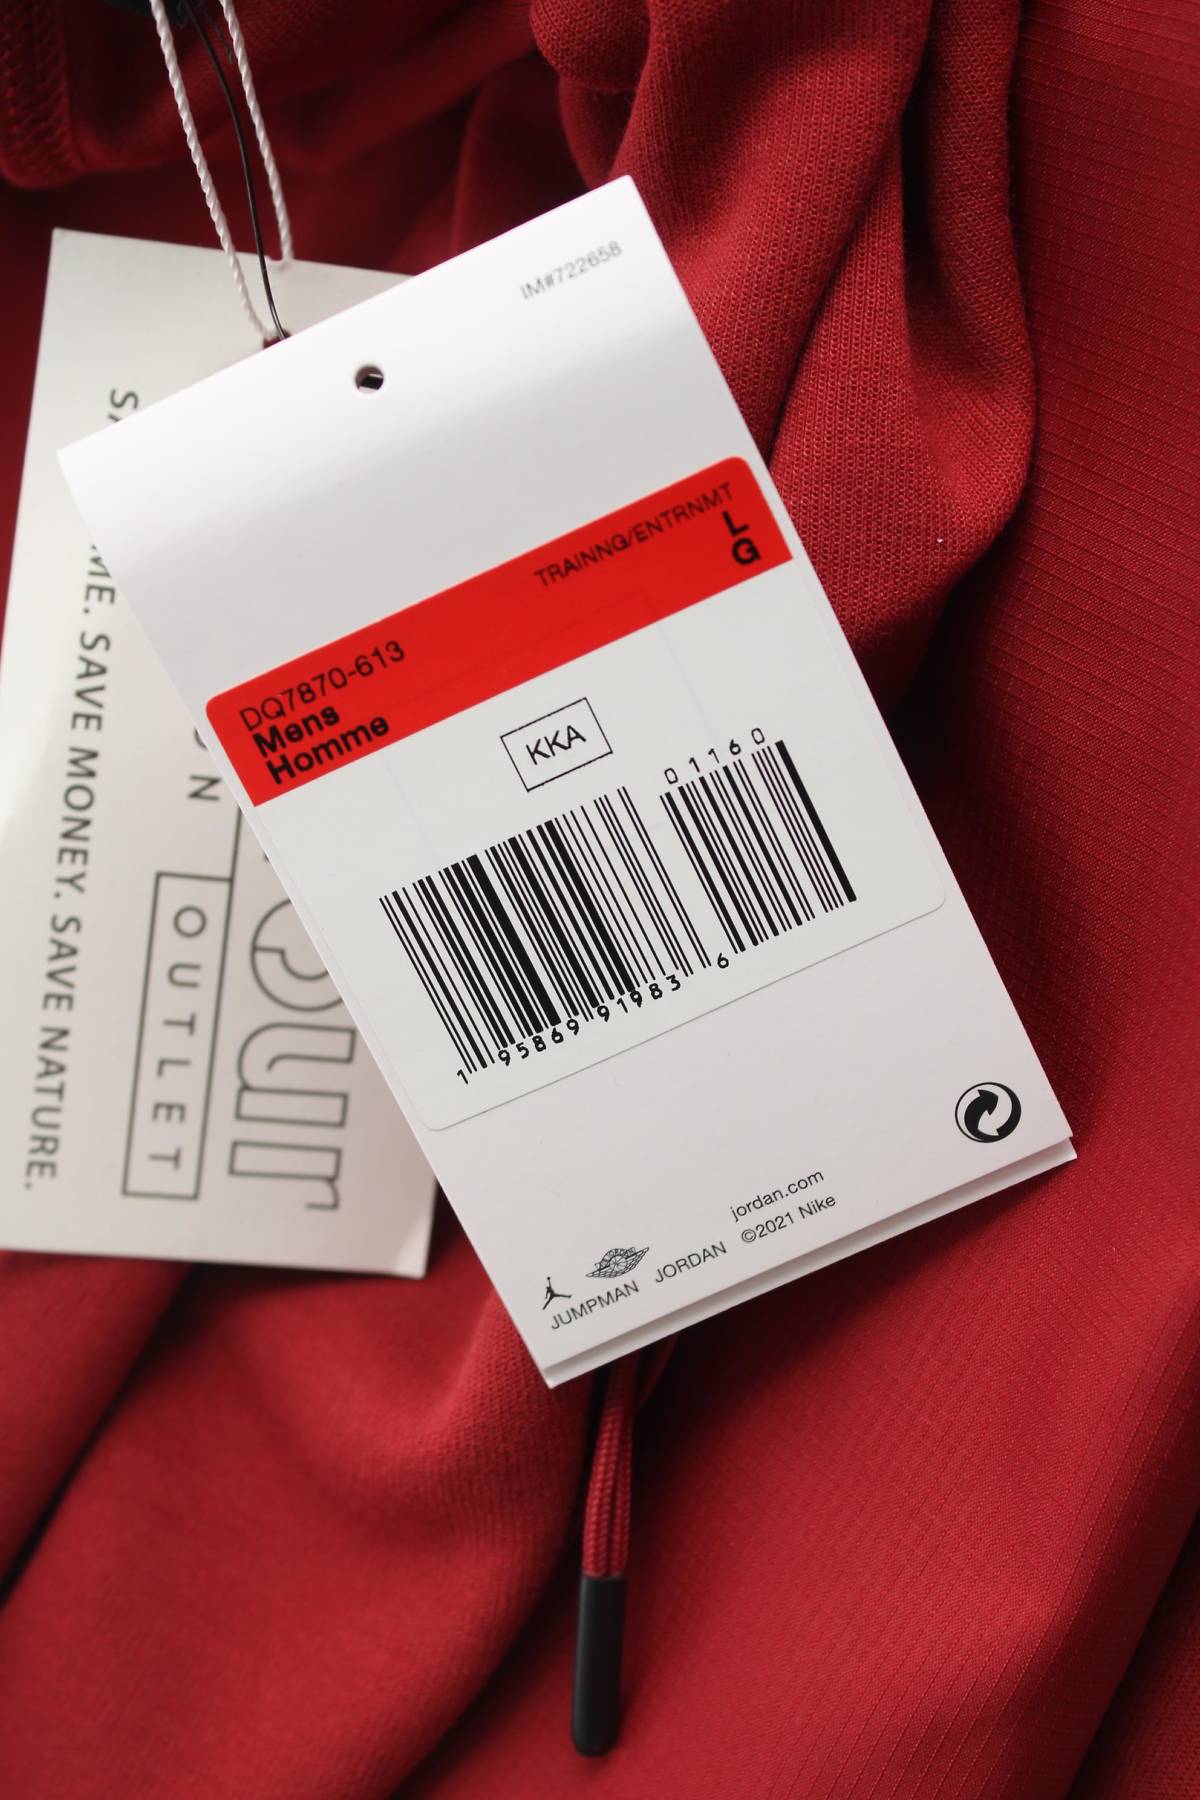 IM#722658
TRAINNG/ENTRNMT
L
G
DQ7870-613
Mens
Homme
KKA
01160
1 95869 91983 6
jordan.com
©2021 Nike
JORDAN
JUMPMAN JORDAN
ME. SAVE MONEY. SAVE NATURE.
OUTLET